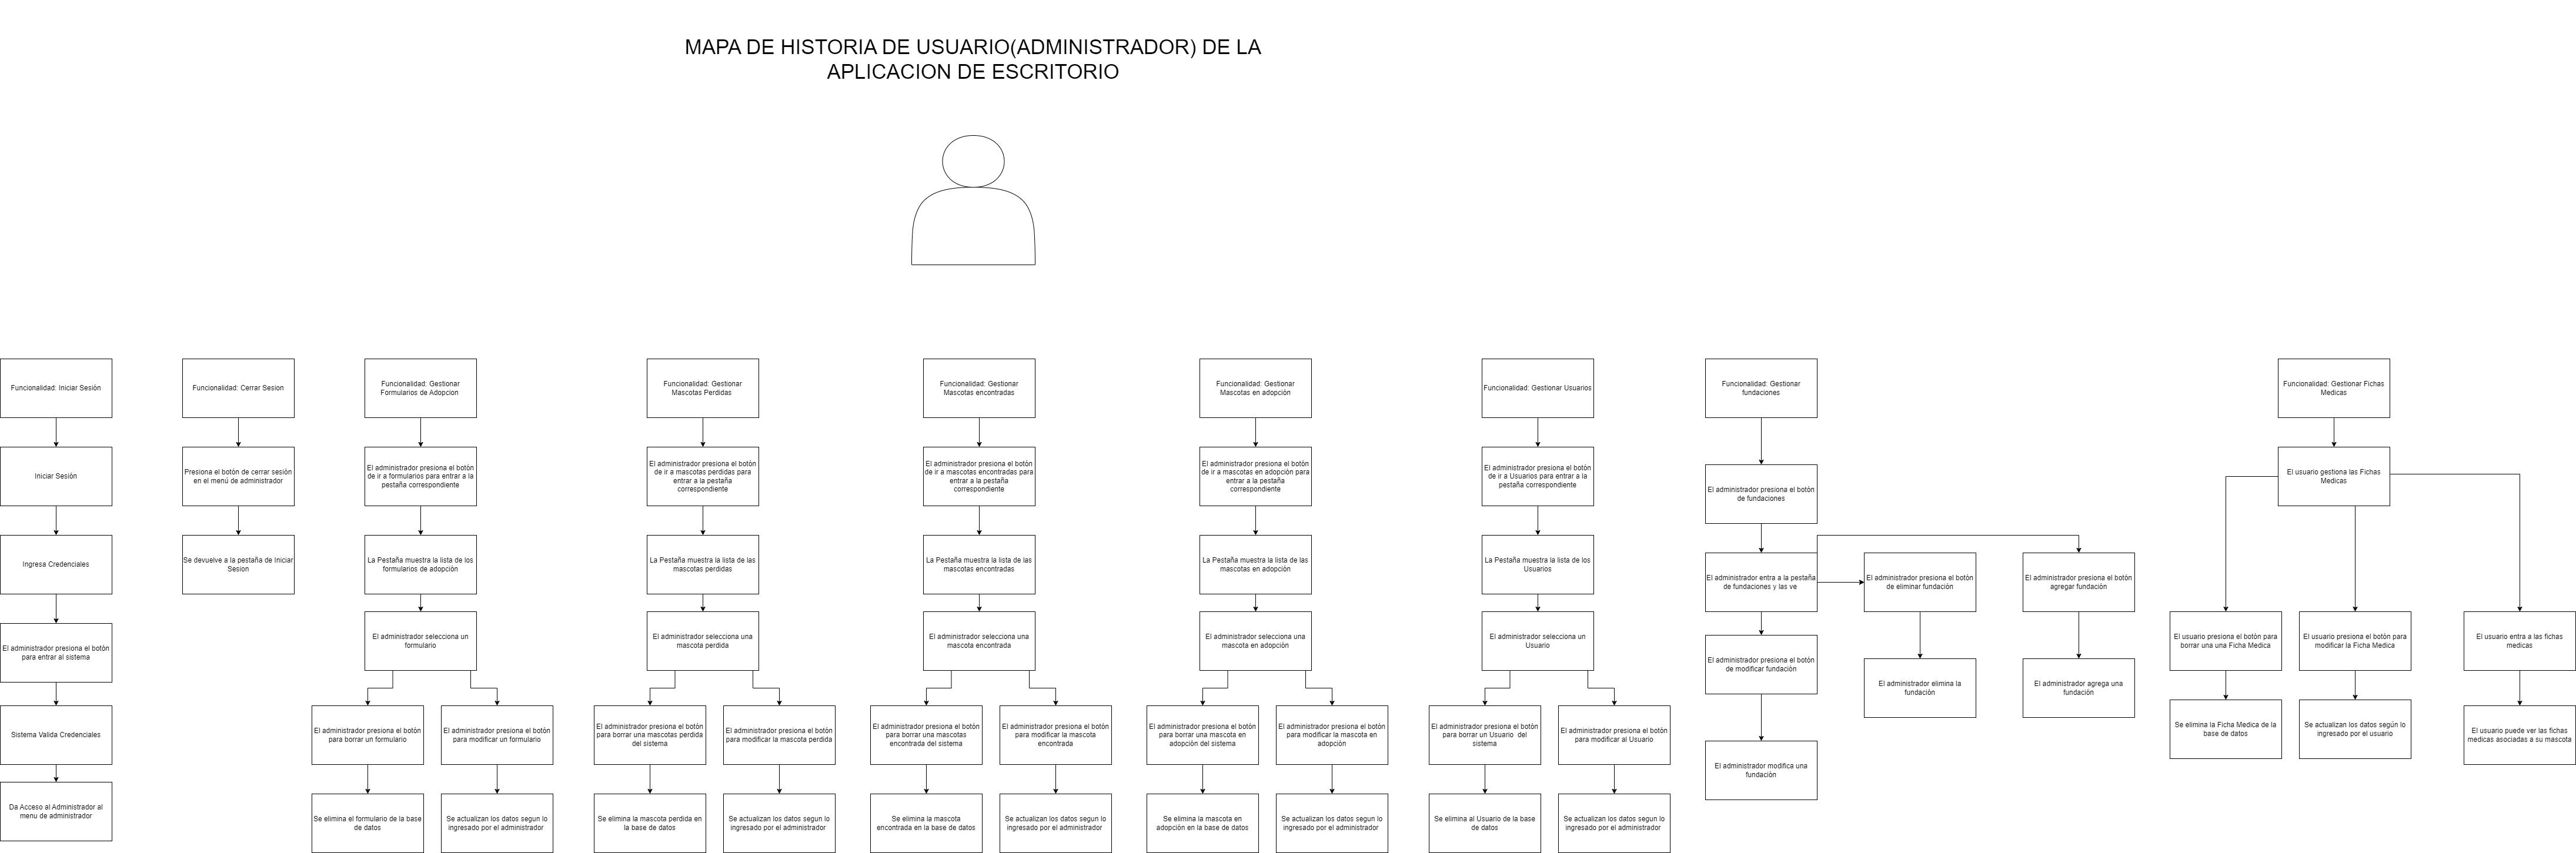 MAPA DE HISTORIA DE USUARIO(ADMINISTRADOR) DE LA
APLICACION DE ESCRITORIO
Funcionalidad: Iniciar Sesión
Iniciar Sesión
Ingresa Credenciales
El administrador presiona el botón
para entrar al sistema
Sistema Valida Credenciales
Da Acceso al Administrador al
menu de administrador
Funcionalidad: Cerrar Sesion
Presiona el botón de cerrar sesión
en el menú de administrador
Se devuelve a la pestaña de Iniciar
Sesion
Funcionalidad: Gestionar
Formularios de Adopcion
El administrador presiona el botón
de ir a formularios para entrar a la
pestaña correspondiente
La Pestaña muestra la lista de los
formularios de adopción
El administrador selecciona un
formulario
El administrador presiona el botón
para borrar un formulario
Se elimina el formulario de la base
de datos
El administrador presiona el botón
para modificar un formulario
Se actualizan los datos segun lo
ingresado por el administrador
Funcionalidad: Gestionar
Mascotas Perdidas
El administrador presiona el botón
de ir a mascotas perdidas para
entrar a la pestaña
correspondiente
La Pestaña muestra la lista de las
mascotas perdidas
El administrador selecciona una
mascota perdida
El administrador presiona el botón
para borrar una mascotas perdida
del sistema
Se elimina la mascota perdida en
la base de datos
El administrador presiona el botón
para modificar la mascota perdida
Se actualizan los datos segun lo
ingresado por el administrador
Funcionalidad: Gestionar
Mascotas encontradas
El administrador presiona el botón
de ir a mascotas encontradas para
entrar a la pestaña
correspondiente
La Pestaña muestra la lista de las
mascotas encontradas
El administrador selecciona una
mascota encontrada
El administrador presiona el botón
para borrar una mascotas
encontrada del sistema
Se elimina la mascota
encontrada en la base de datos
El administrador presiona el botón
para modificar la mascota
encontrada
Se actualizan los datos segun lo
ingresado por el administrador
Funcionalidad: Gestionar
Mascotas en adopción
El administrador presiona el botón
de ir a mascotas en adopción para
entrar a la pestaña
correspondiente
La Pestaña muestra la lista de las
mascotas en adopción
El administrador selecciona una
mascota en adopción
El administrador presiona el botón
para borrar una mascota en
adopción del sistema
Se elimina la mascota en
adopción en la base de datos
El administrador presiona el botón
para modificar la mascota en
adopción
Se actualizan los datos segun lo
ingresado por el administrador
Funcionalidad: Gestionar Usuarios
El administrador presiona el botón
de ir a Usuarios para entrar a la
pestaña correspondiente
La Pestaña muestra la lista de los
Usuarios
El administrador selecciona un
Usuario
El administrador presiona el botón
para borrar un Usuario del
sistema
Se elimina al Usuario de la base
de datos
El administrador presiona el botón
para modificar al Usuario
Se actualizan los datos segun lo
ingresado por el administrador
Funcionalidad: Gestionar
fundaciones
El administrador presiona el botón
de fundaciones
El administrador entra a la pestaña
de fundaciones y las ve
El administrador presiona el botón
de modificar fundación
El administrador modifica una
fundación
El administrador presiona el botón
de eliminar fundación
El administrador elimina la
fundación
El administrador presiona el botón
agregar fundación
El administrador agrega una
fundación
Funcionalidad: Gestionar Fichas
Medicas
El usuario gestiona las Fichas
Medicas
El usuario presiona el botón para
borrar una una Ficha Medica
Se elimina la Ficha Medica de la
base de datos
El usuario presiona el botón para
modificar la Ficha Medica
Se actualizan los datos según lo
ingresado por el usuario
El usuario entra a las fichas
medicas
El usuario puede ver las fichas
medicas asociadas a su mascota